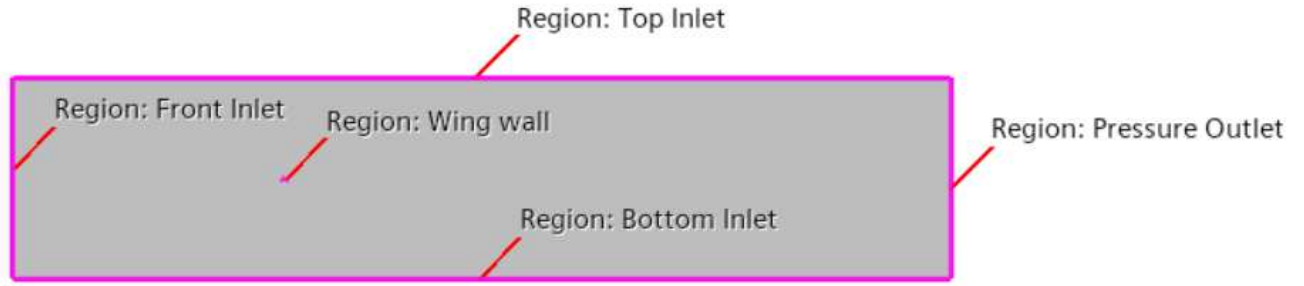 Region: Top Inlet
Region: Front Inlet
Region: Wing wall
Region: Pressure Outlet
Region: Bottom Inlet